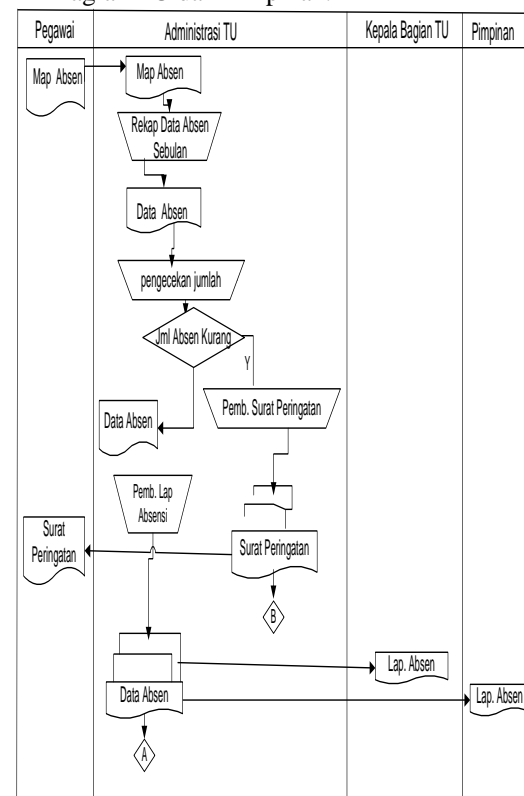 Pegawai
Administrasi TU
Kepala Bagian TU
Pimpinan
Map Absen
Map Absen
Rekap Data Absen
Sebulan
Data Absen
pengecekan jumlah
Jml Absen Kurang
Y
Data Absen
Pemb. Surat Peringatan
Pemb. Lap
Absensi
Surat
Peringatan
Surat Peringatan
B
Lap. Absen
Data Absen
Lap. Absen
A